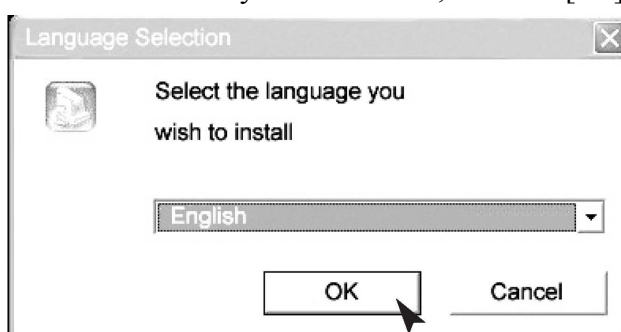 Language Selection
Select the language you
wish to install
English
OK
Cancel